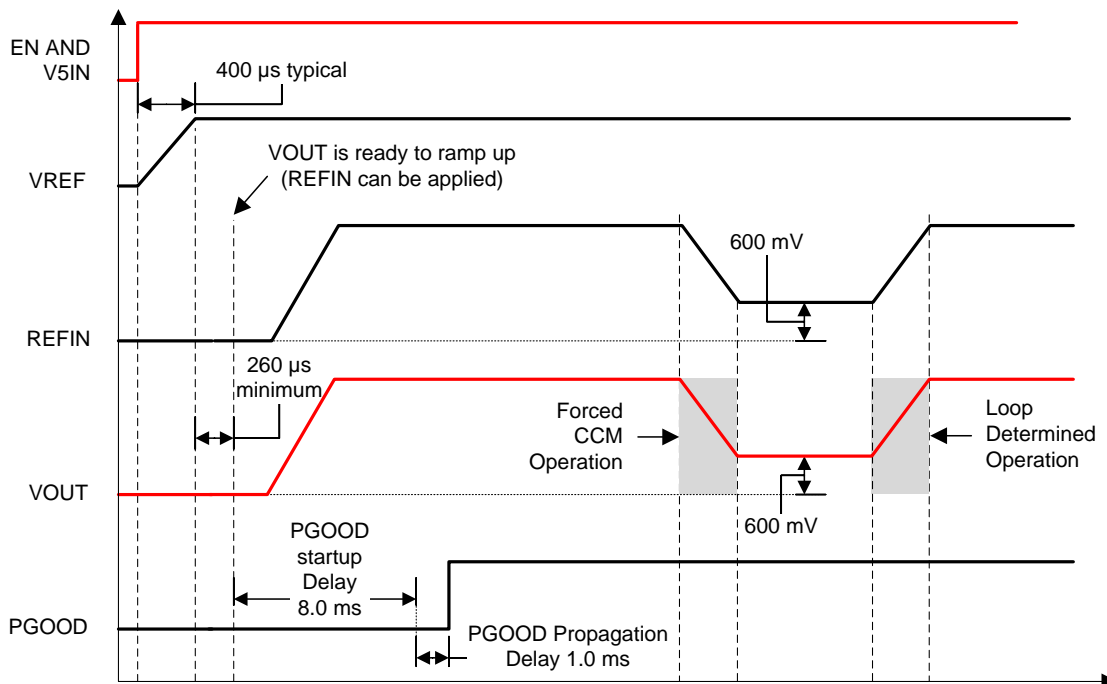 EN AND
V5IN
400 µs typical
VREF
VOUT is ready to ramp up
(REFIN can be applied)
600 mV
REFIN
260 µs
minimum
Forced
CCM
Operation
Loop
Determined
Operation
VOUT
600 mV
PGOOD
startup
Delay
8.0 ms
PGOOD
PGOOD Propagation
Delay 1.0 ms